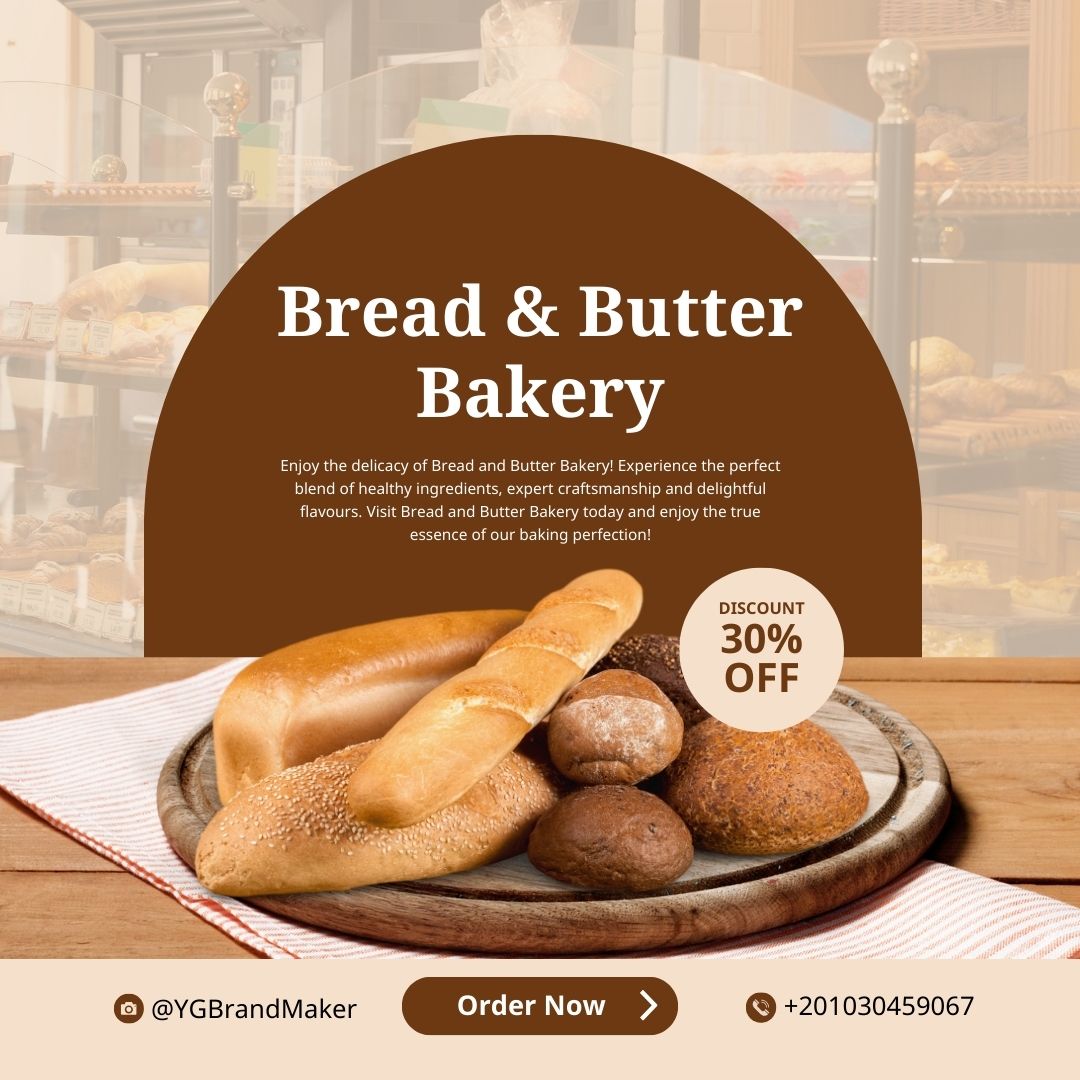 Bread & Butter
Bakery
Enjoy the delicacy of Bread and Butter Bakery! Experience the perfect
blend of healthy ingredients, expert craftsmanship and delightful
flavours. Visit Bread and Butter Bakery today and enjoy the true
essence of our baking perfection!
DISCOUNT
30%
OFF
@YGBrandMaker
Order Now
+201030459067